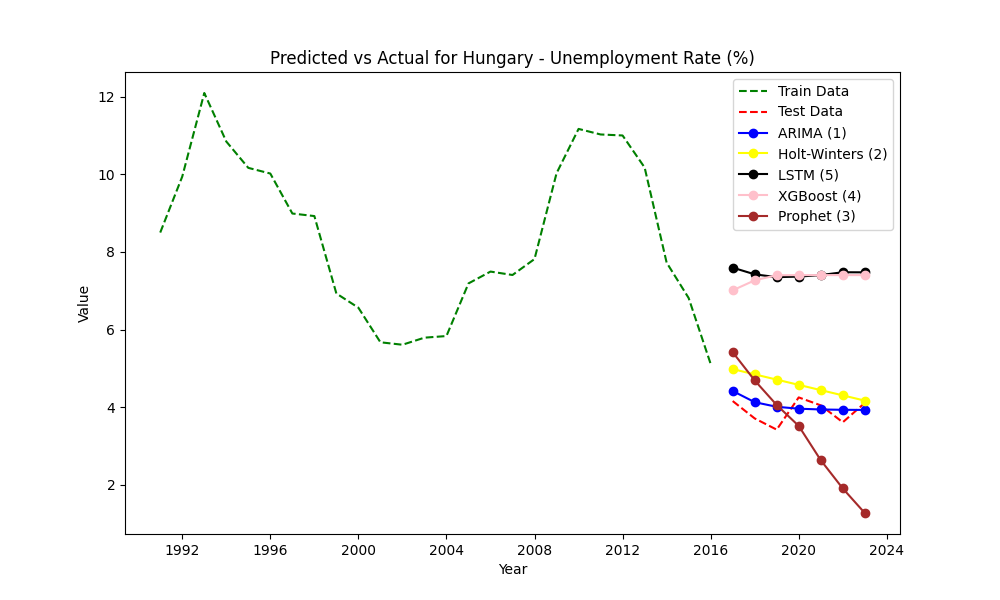 Predicted vs Actual for Hungary - Unemployment Rate (%)
Train Data
Test Data
ARIMA (1)
Holt-Winters (2)
LSTM (5)
XGBoost (4)
Prophet (3)
Value
12
10
8
6
4
2
1992 1996 2000 2004 2008 2012 2016 2020 2024
Year